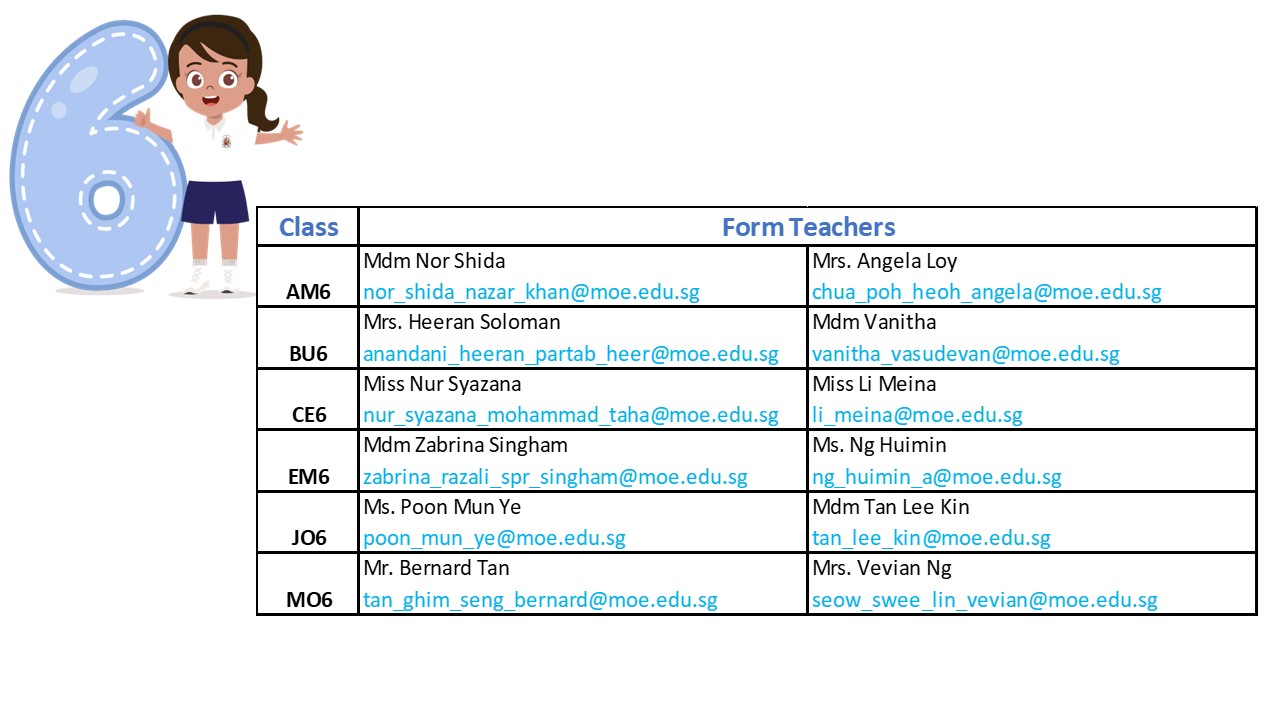 6
Class Form Teachers
Mdm Nor Shida Mrs. Angela Loy
AM6 nor_shida_nazar_khan@moe.edu.sg chua_poh_heoh_angela@moe.edu.sg
Mrs. Heeran Soloman Mdm Vanitha
BU6 anandani_heeran_partab_heer@moe.edu.sg vanitha_vasudevan@moe.edu.sg
Miss Nur Syazana Miss Li Meina
CE6 nur_syazana_mohammad_taha@moe.edu.sg li_meina@moe.edu.sg
Mdm Zabrina Singham Ms. Ng Huimin
EM6 zabrina_razali_spr_singham@moe.edu.sg ng_huimin_a@moe.edu.sg
Ms. Poon Mun Ye Mdm Tan Lee Kin
JO6 poon_mun_ye@moe.edu.sg tan_lee_kin@moe.edu.sg
Mr. Bernard Tan Mrs. Vevian Ng
MO6 tan_ghim_seng_bernard@moe.edu.sg seow_swee_lin_vevian@moe.edu.sg